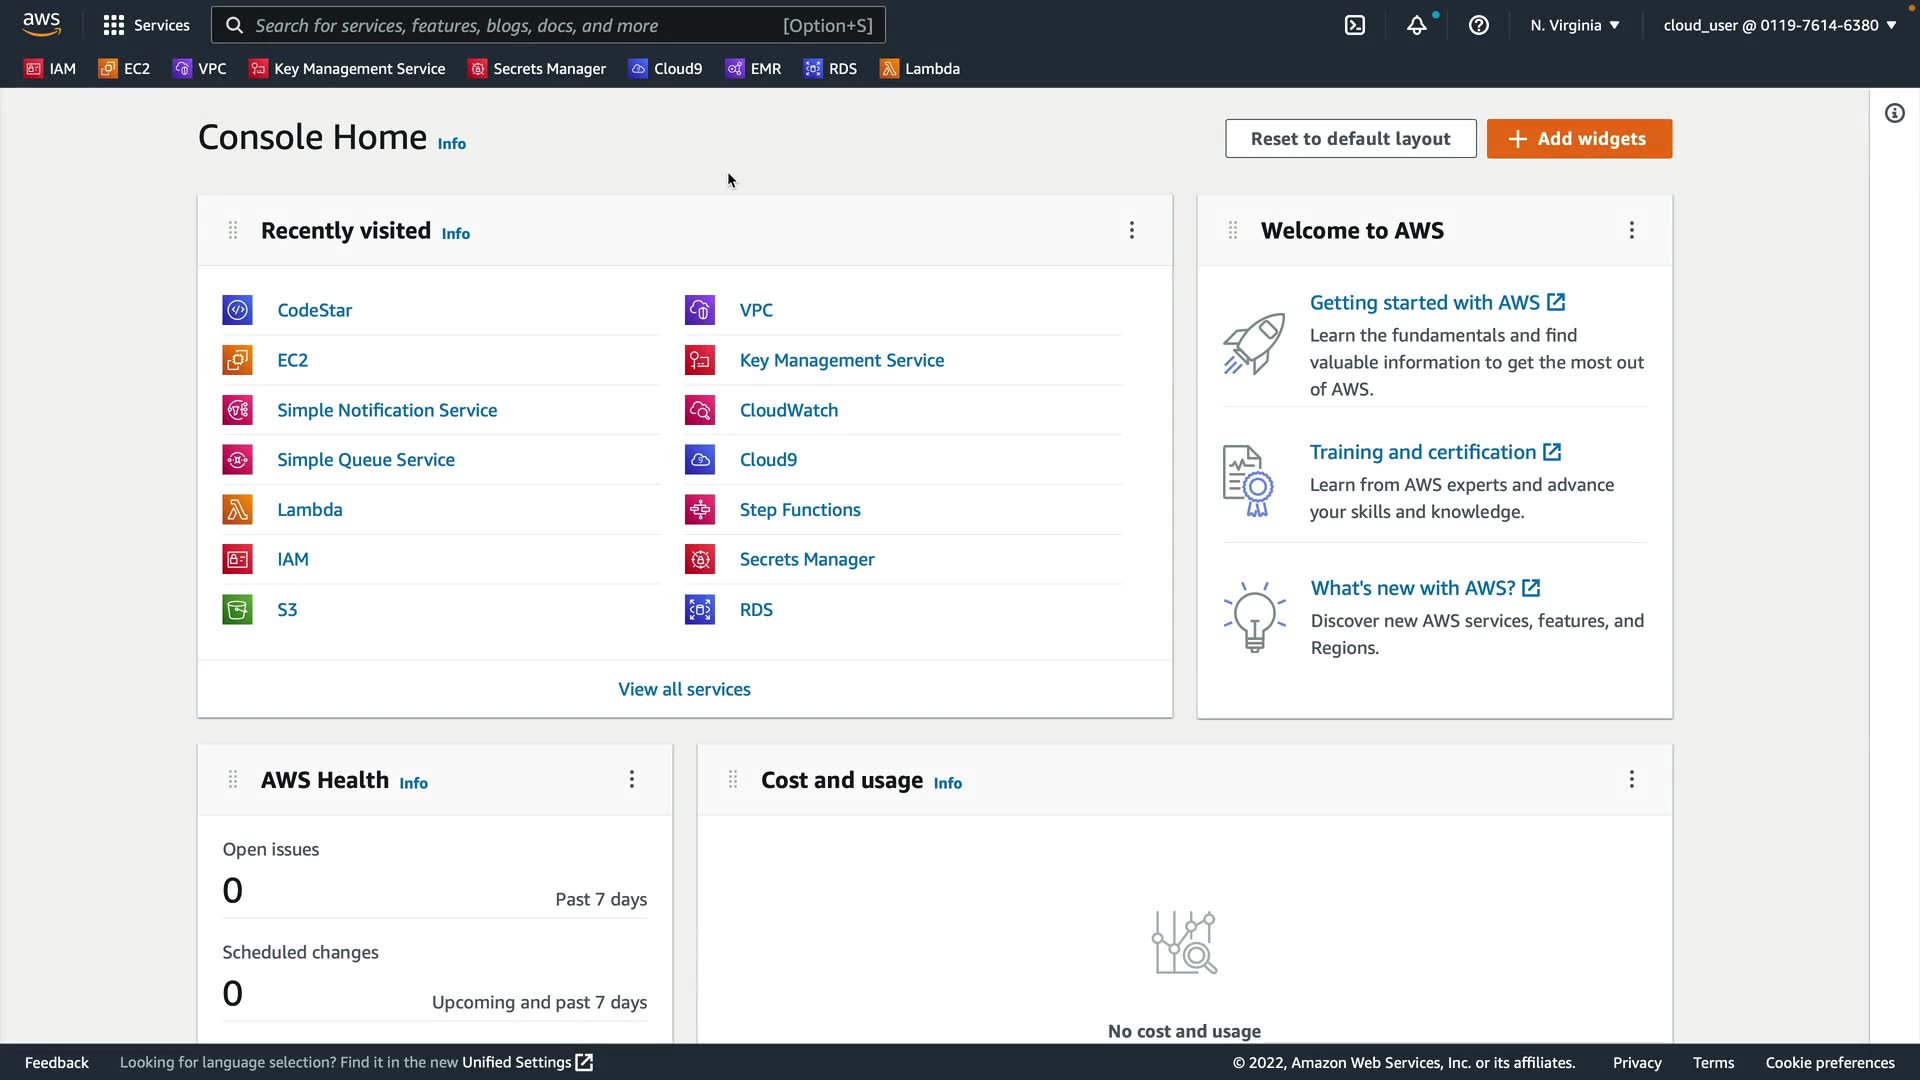 aws
Services
Search for services, features, blogs, docs, and more [Option+S]
N. Virginia ▼
cloud_user @ 0119-7614-6380 ▼
IAM
EC2
VPC
Key Management Service
Secrets Manager
Cloud9
EMR
RDS
Lambda
Console Home Info
Reset to default layout
+ Add widgets
Recently visited Info
CodeStar
EC2
Simple Notification Service
Simple Queue Service
Lambda
IAM
S3
VPC
Key Management Service
CloudWatch
Cloud9
Step Functions
Secrets Manager
RDS
View all services
Welcome to AWS
Getting started with AWS
Learn the fundamentals and find
valuable information to get the most out
of AWS.
Training and certification
Learn from AWS experts and advance
your skills and knowledge.
What's new with AWS?
Discover new AWS services, features, and
Regions.
AWS Health Info
Open issues
0
Past 7 days
Scheduled changes
0
Upcoming and past 7 days
Cost and usage Info
No cost and usage
Feedback
Looking for language selection? Find it in the new Unified Settings
© 2022, Amazon Web Services, Inc. or its affiliates.
Privacy
Terms
Cookie preferences